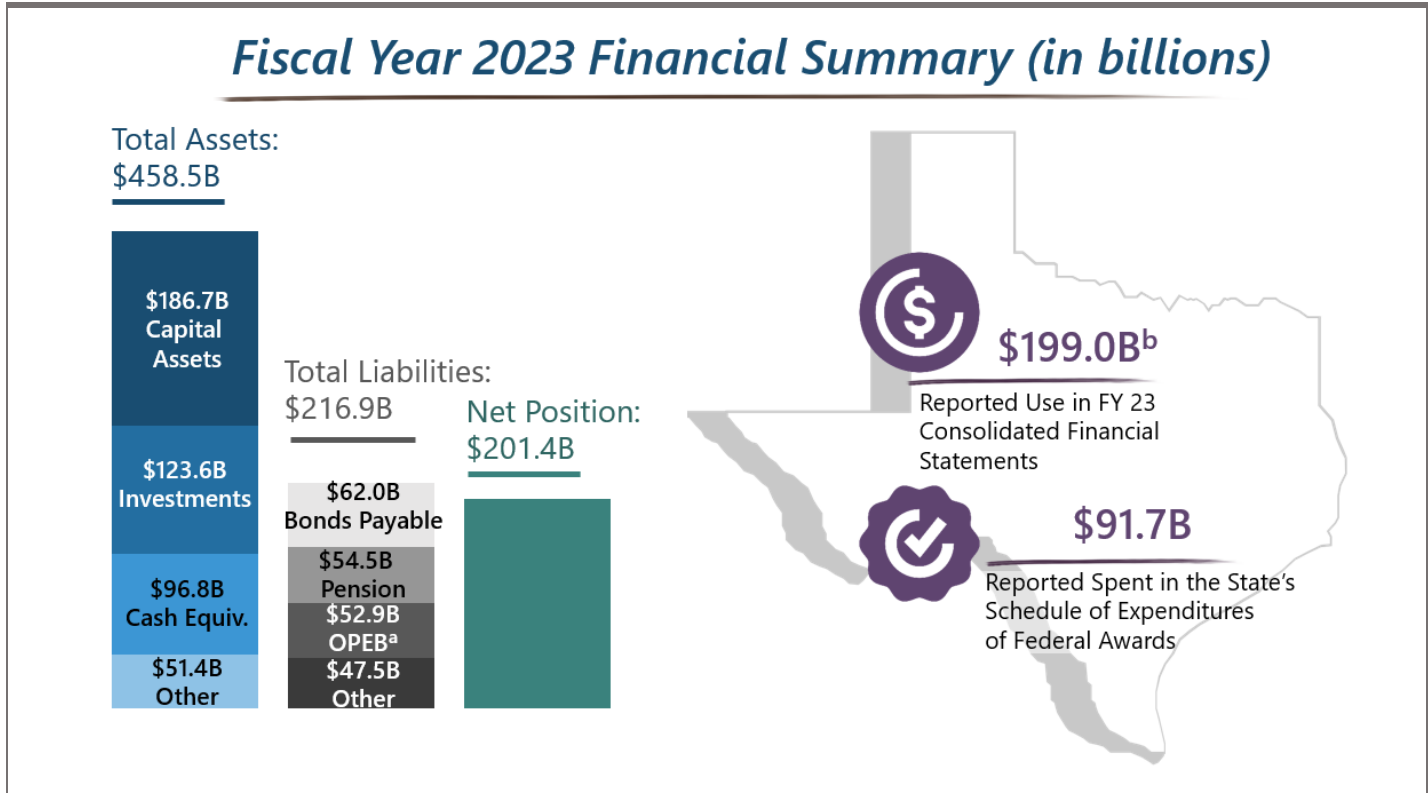 Fiscal Year 2023 Financial Summary (in billions)
Total Assets:
$458.5B
$186.7B
Capital
Assets
$123.6B
Investments
$96.8B
Cash Equiv.
$51.4B
Other
Total Liabilities:
$216.9B
$62.0B
Bonds Payable
$54.5B
Pension
$52.9B
OPEBᵃ
$47.5B
Other
Net Position:
$201.4B
$
$199.0Bᵇ
Reported Use in FY 23
Consolidated Financial
Statements
$91.7B
Reported Spent in the State’s
Schedule of Expenditures
of Federal Awards